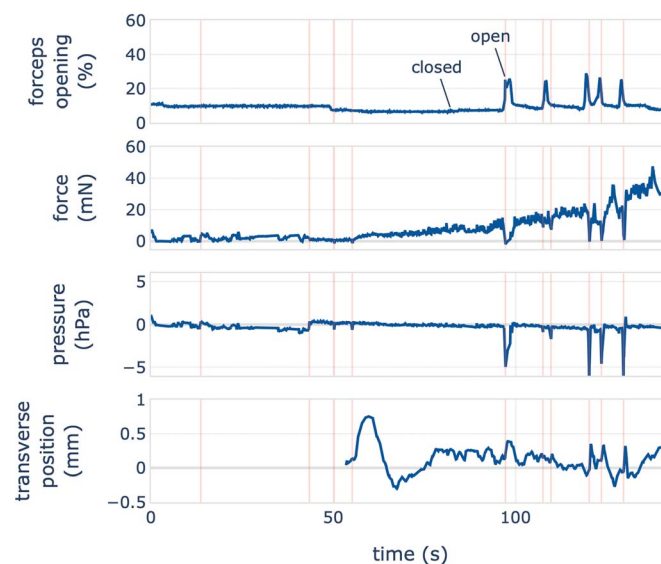 forceps
opening
(%)
60
40
20
0
closed
open
force
(mN)
60
40
20
0
pressure
(hPa)
5
0
−5
transverse
position
(mm)
1
0.5
0
−0.5
0
50
100
time (s)